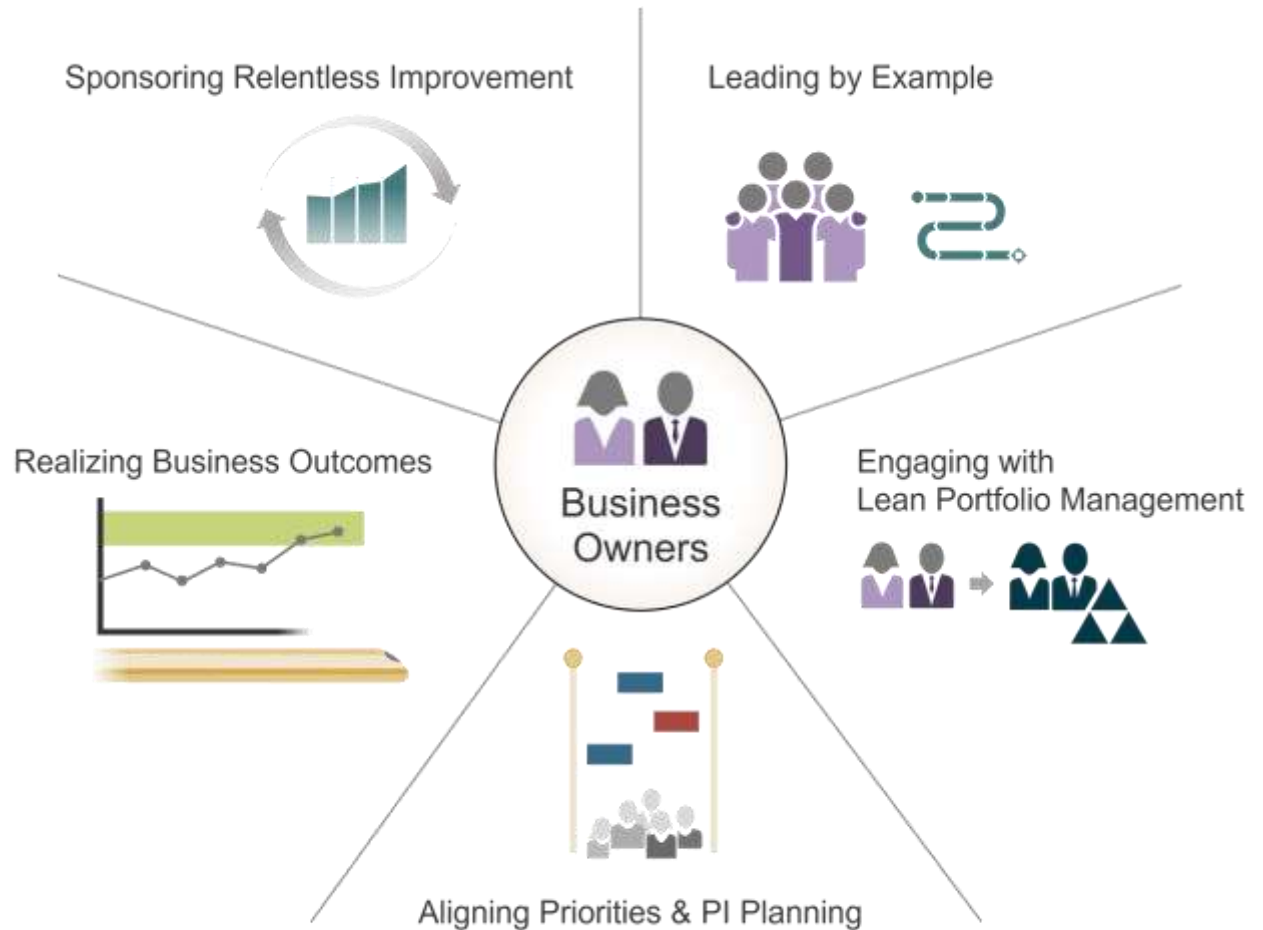 Sponsoring Relentless Improvement
Leading by Example
Realizing Business Outcomes
Business
Owners
Engaging with
Lean Portfolio Management
Aligning Priorities & PI Planning